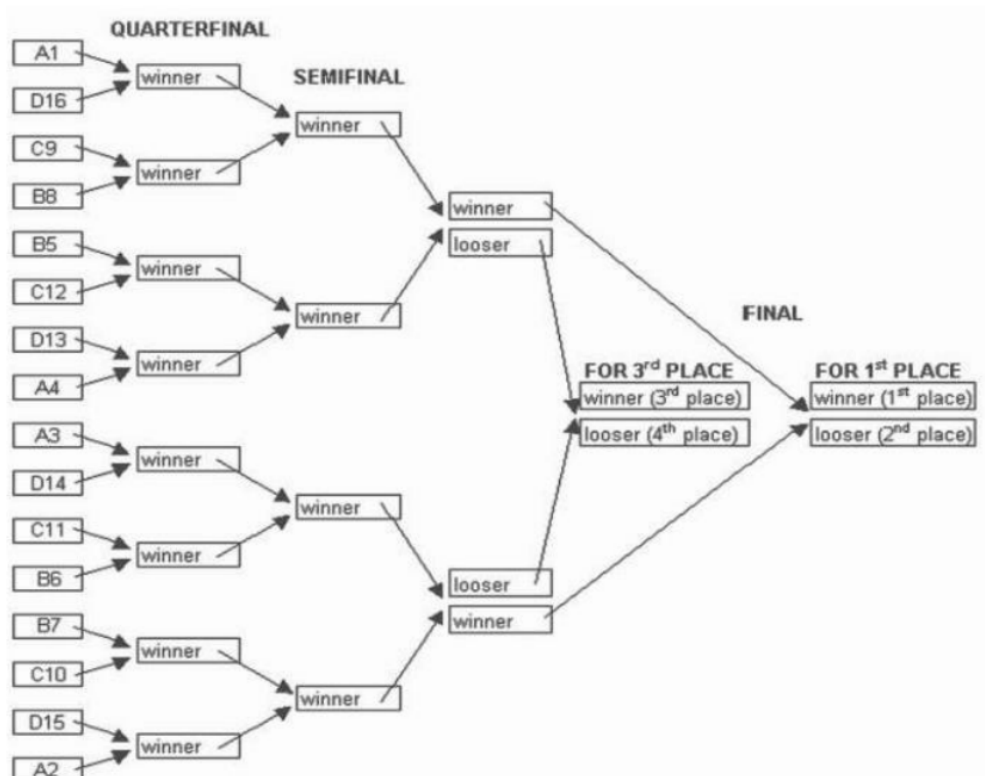 QUARTERFINAL
A1
winner
D16
SEMIFINAL
winner
C9
winner
B8
winner
looser
B5
winner
C12
winner
D13
winner
A4
FINAL
FOR 3rd PLACE
winner (3rd place)
looser (4th place)
FOR 1st PLACE
winner (1st place)
looser (2nd place)
A3
winner
D14
winner
C11
winner
B6
looser
winner
B7
winner
C10
winner
D15
winner
A2